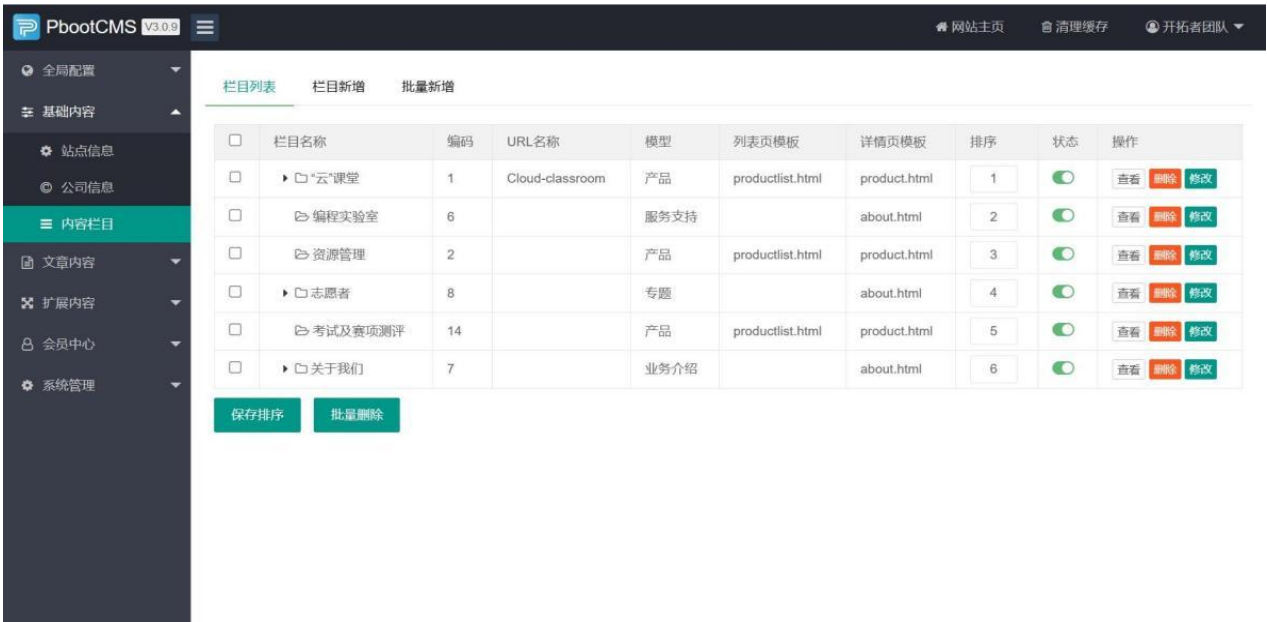 PbootCMS V3.0.9 网站主页 清理缓存 开拓者团队
全局配置
基础内容
站点信息
公司信息
内容栏目
文章内容
扩展内容
会员中心
系统管理
栏目列表 栏目新增 批量新增
栏目名称 编码 URL名称 模型 列表页模板 详情页模板 排序 状态 操作
“云”课堂 1 Cloud-classroom 产品 productlist.html product.html 1 查看 删除 修改
编程实验室 6 服务支持 about.html 2 查看 删除 修改
资源管理 2 产品 productlist.html product.html 3 查看 删除 修改
志愿者 8 专题 about.html 4 查看 删除 修改
考试及赛项测评 14 产品 productlist.html product.html 5 查看 删除 修改
关于我们 7 业务介绍 about.html 6 查看 删除 修改
保存排序 批量删除